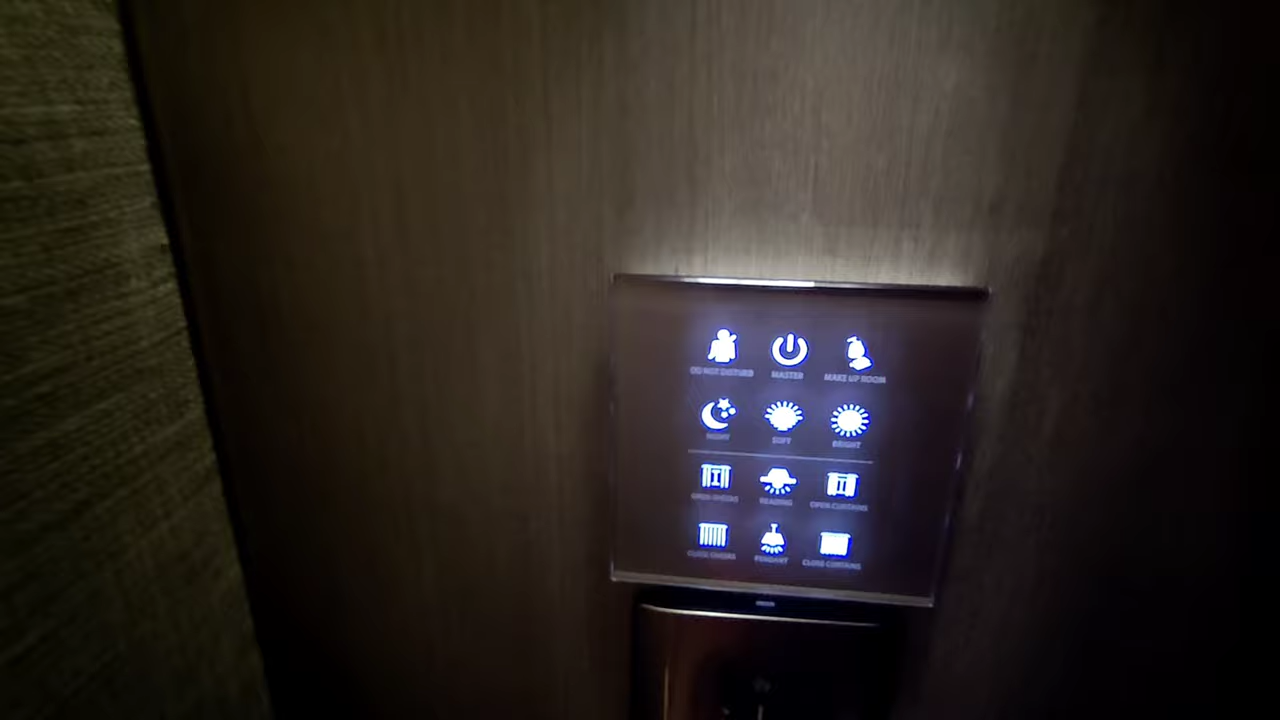 DO NOT DISTURB MASTER MAKE UP ROOM
NIGHT SOFT BRIGHT
OPEN SHEERS READING OPEN CURTAINS
CLOSE SHEERS PENDANT CLOSE CURTAINS